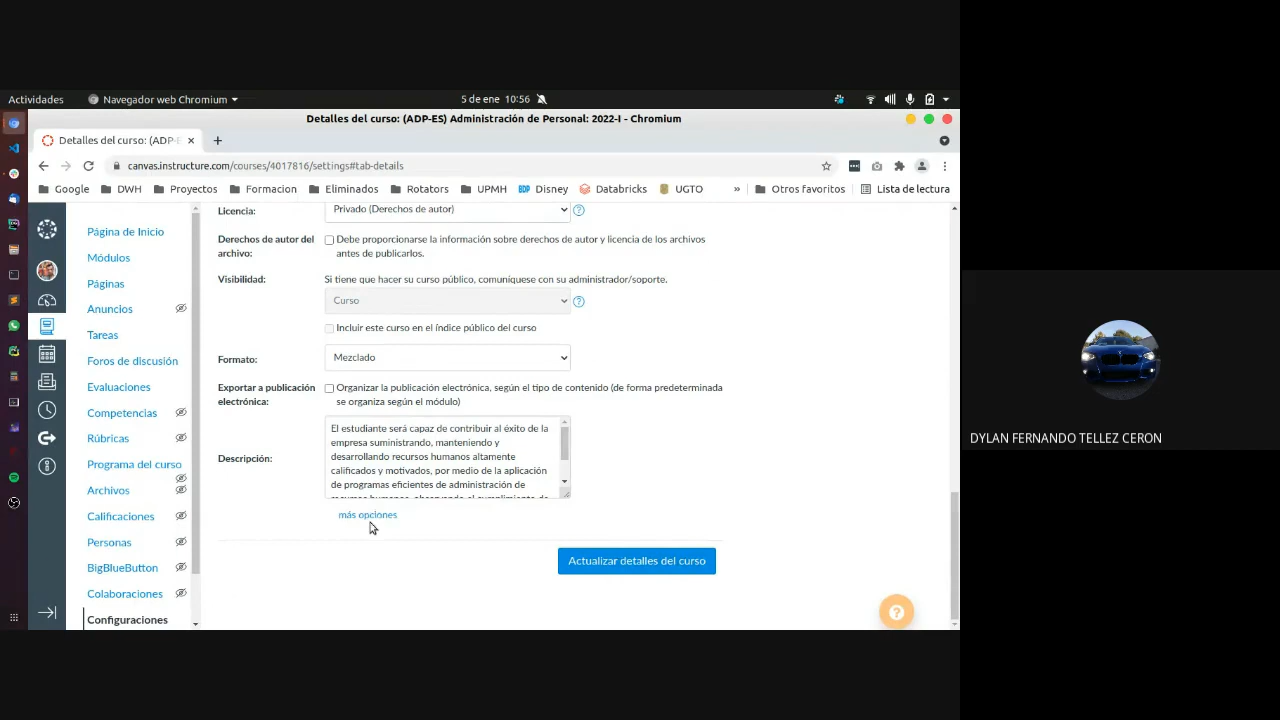 Actividades
Navegador web Chromium
5 de ene 10:56
Detalles del curso: (ADP-ES) Administración de Personal: 2022-I - Chromium
Detalles del curso: (ADP-E
canvas.instructure.com/courses/4017816/settings#tab-details
Google
DWH
Proyectos
Formacion
Eliminados
Rotators
UPMH
Disney
Databricks
UGTO
»
Otros favoritos
Lista de lectura
Página de Inicio
Módulos
Páginas
Anuncios
Tareas
Foros de discusión
Evaluaciones
Competencias
Rúbricas
Programa del curso
Archivos
Calificaciones
Personas
BigBlueButton
Colaboraciones
Configuraciones
Licencia:
Privado (Derechos de autor)
Derechos de autor del
archivo:
Debe proporcionarse la información sobre derechos de autor y licencia de los archivos
antes de publicarlos.
Visibilidad:
Si tiene que hacer su curso público, comuníquese con su administrador/soporte.
Curso
Incluir este curso en el índice público del curso
Formato:
Mezclado
Exportar a publicación
electrónica:
Organizar la publicación electrónica, según el tipo de contenido (de forma predeterminada
se organiza según el módulo)
Descripción:
El estudiante será capaz de contribuir al éxito de la
empresa suministrando, manteniendo y
desarrollando recursos humanos altamente
calificados y motivados, por medio de la aplicación
de programas eficientes de administración de
recursos humanos, observando el cumplimiento de
más opciones
Actualizar detalles del curso
DYLAN FERNANDO TELLEZ CERON